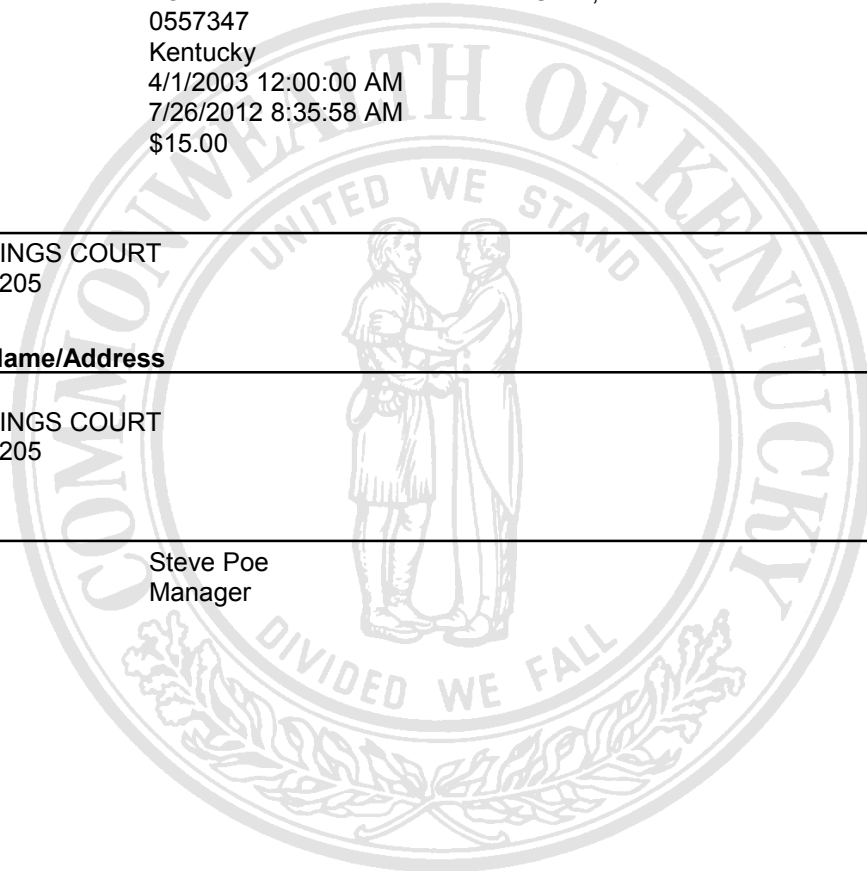 0557347
Kentucky
4/1/2003 12:00:00 AM
7/26/2012 8:35:58 AM
$15.00
INGS COURT
205
lame/Address
INGS COURT
205
Steve Poe
Manager
COMMONWEALTH OF KENTUCKY
UNITED WE STAND
DIVIDED WE FALL